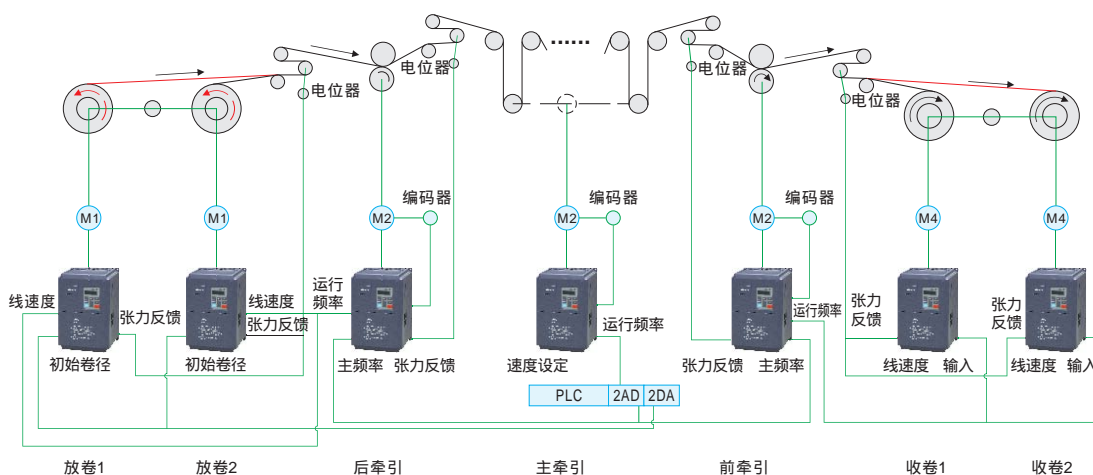 电位器
电位器
电位器
电位器
编码器
编码器
编码器
M1
M1
M2
M2
M2
M4
M4
线速度
张力反馈
初始卷径
线速度
张力反馈
初始卷径
运行
频率
主频率 张力反馈
运行频率
速度设定
PLC
2AD
2DA
运行频率
张力反馈 主频率
张力
反馈
线速度 输入
张力
反馈
线速度 输入
放卷1
放卷2
后牵引
主牵引
前牵引
收卷1
收卷2